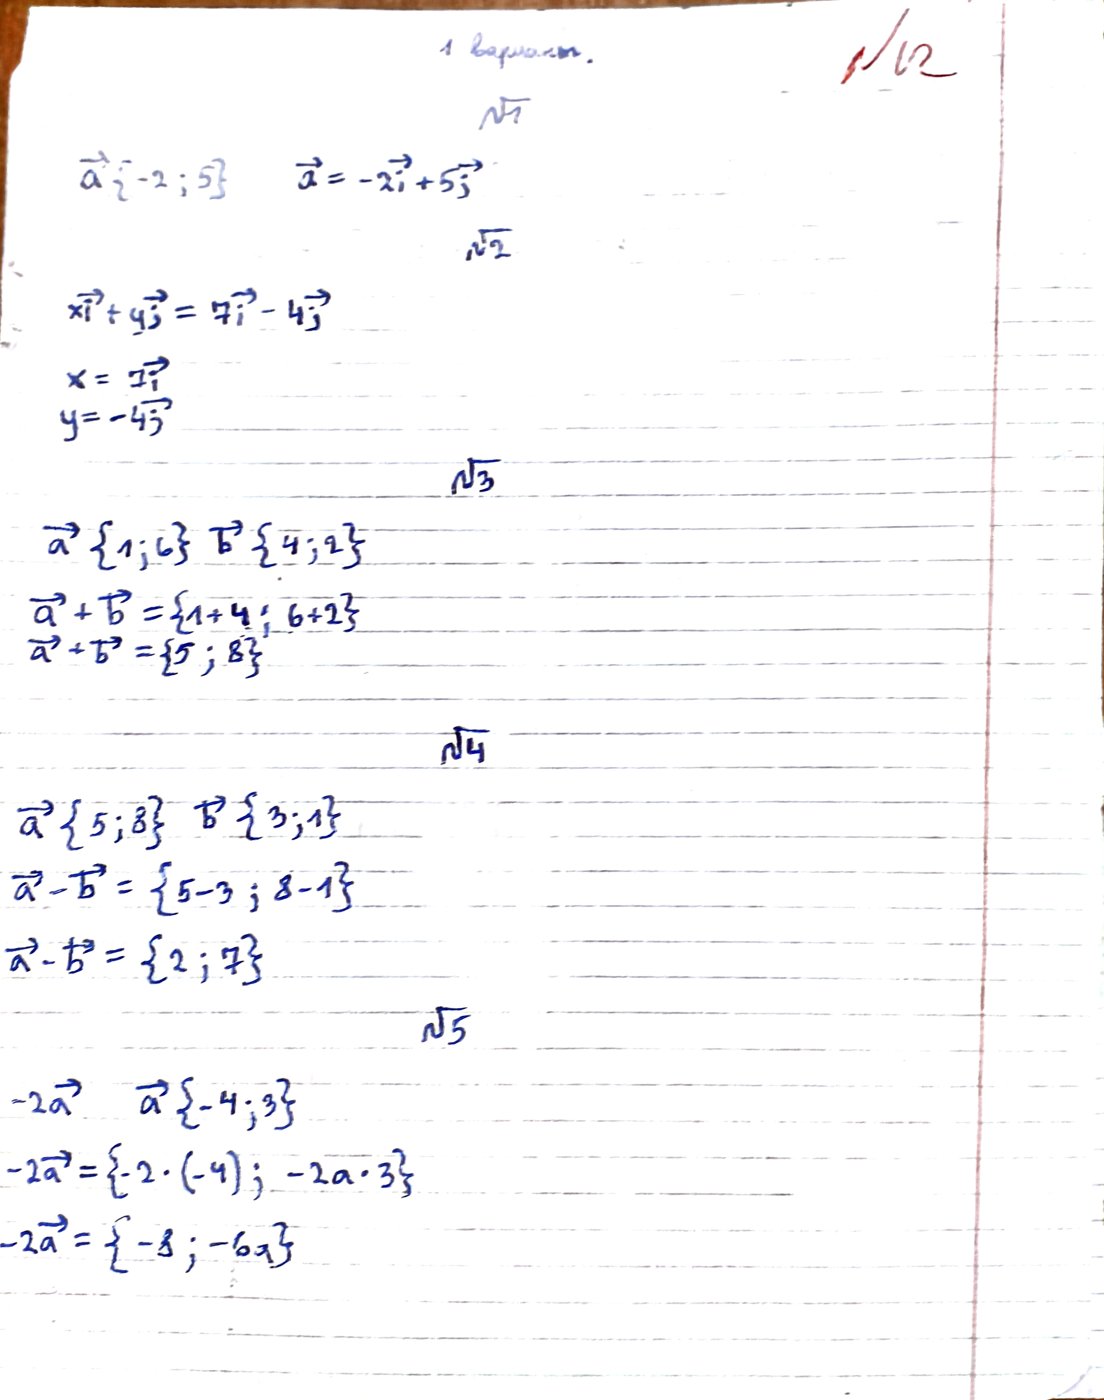 1 вариант.
№12
№1
a⃗ {-2 ; 5} a⃗ = -2i⃗ + 5j⃗
№2
xi⃗ + yj⃗ = 7i⃗ - 4j⃗
x = 7i⃗
y = -4j⃗
№3
a⃗ {1 ; 6} b⃗ {4 ; 2}
a⃗ + b⃗ = {1+4 ; 6+2}
a⃗ + b⃗ = {5 ; 8}
№4
a⃗ {5 ; 8} b⃗ {3 ; 1}
a⃗ - b⃗ = {5-3 ; 8-1}
a⃗ - b⃗ = {2 ; 7}
№5
-2a⃗ a⃗ {-4 ; 3}
-2a⃗ = {-2 · (-4) ; -2a · 3}
-2a⃗ = {-8 ; -6a}